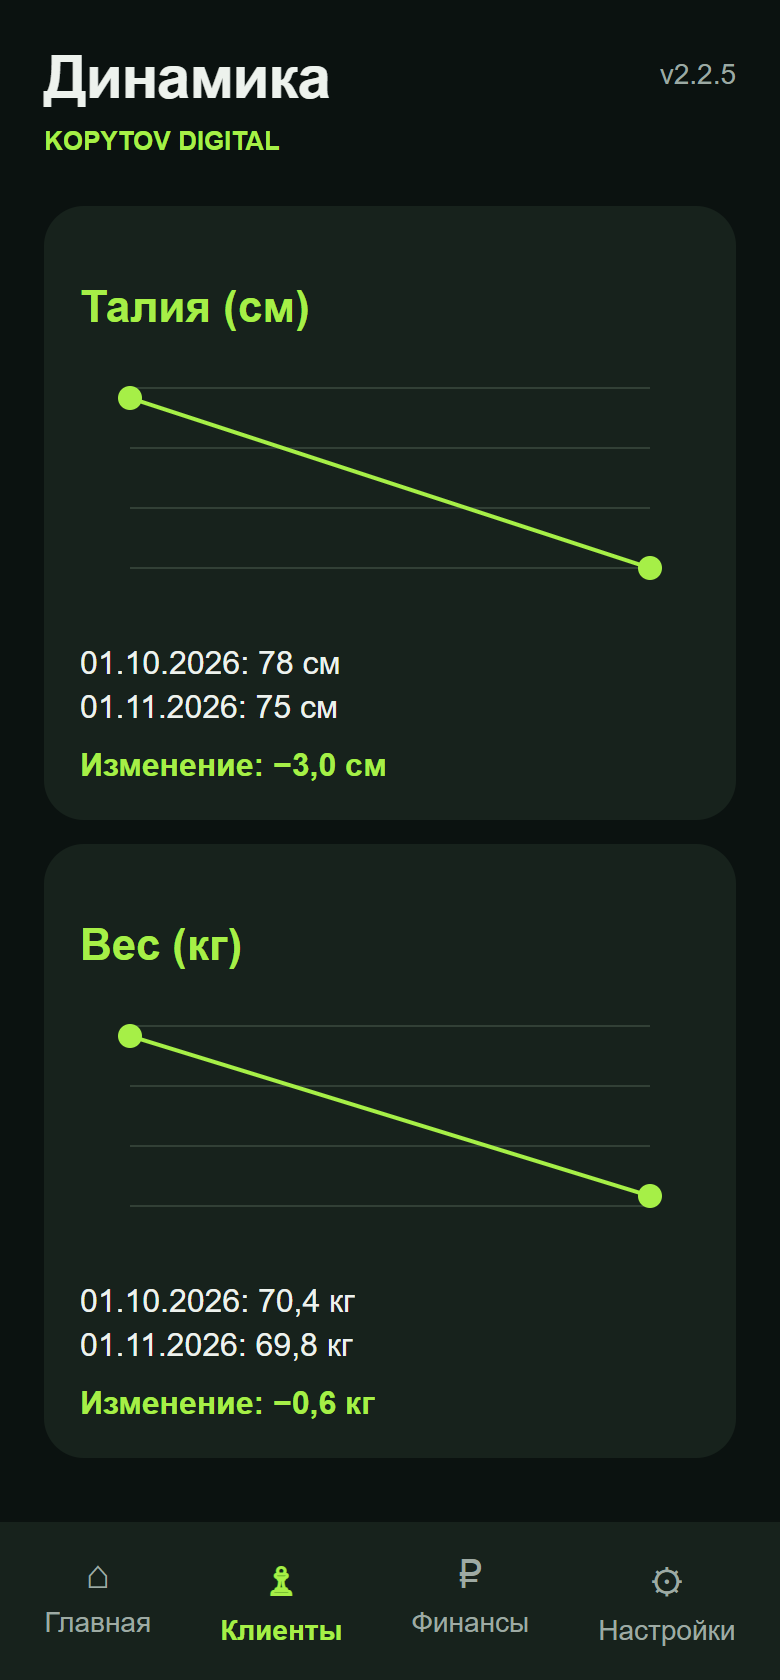 Динамика
v2.2.5
KOPYTOV DIGITAL
Талия (см)
01.10.2026: 78 см
01.11.2026: 75 см
Изменение: −3,0 см
Вес (кг)
01.10.2026: 70,4 кг
01.11.2026: 69,8 кг
Изменение: −0,6 кг
₽
Главная
Клиенты
Финансы
Настройки